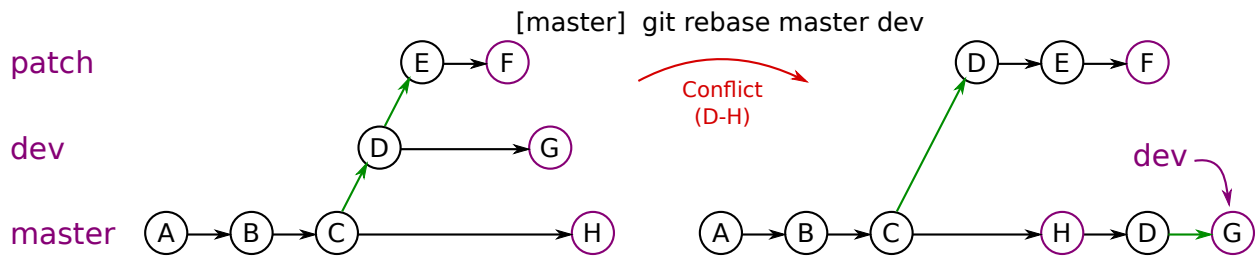 [master]  git rebase master dev
patch
E
F
D
E
F
Conflict
(D-H)
dev
D
G
dev
master
A
B
C
H
A
B
C
H
D
G